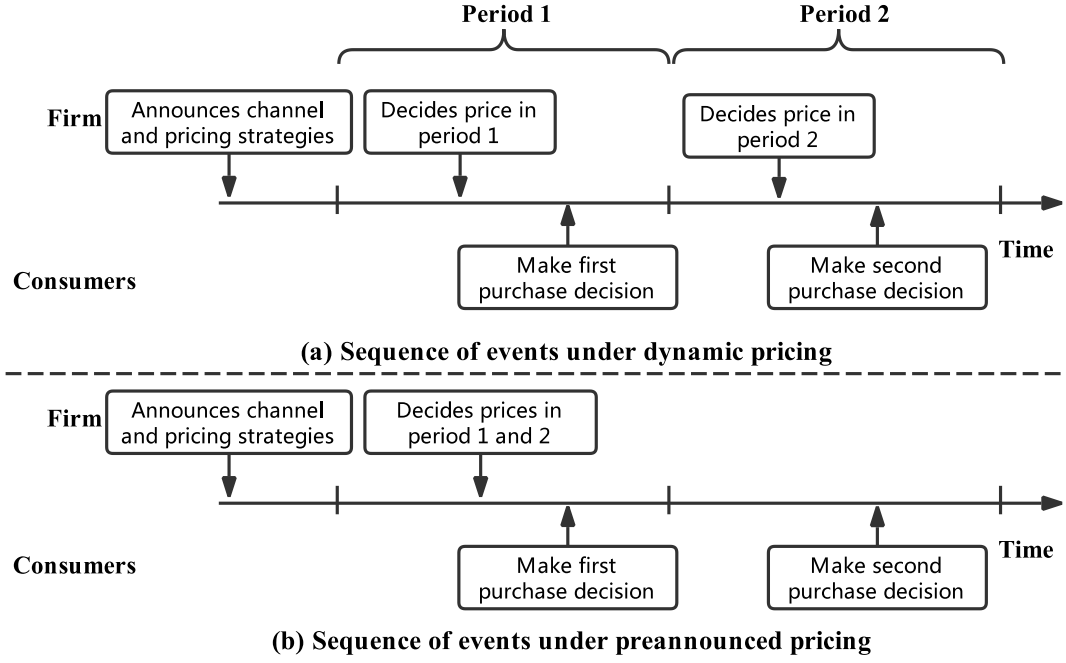 Period 1
Period 2
Firm
Announces channel
and pricing strategies
Decides price in
period 1
Decides price in
period 2
Time
Consumers
Make first
purchase decision
Make second
purchase decision
(a) Sequence of events under dynamic pricing
Firm
Announces channel
and pricing strategies
Decides prices in
period 1 and 2
Time
Consumers
Make first
purchase decision
Make second
purchase decision
(b) Sequence of events under preannounced pricing